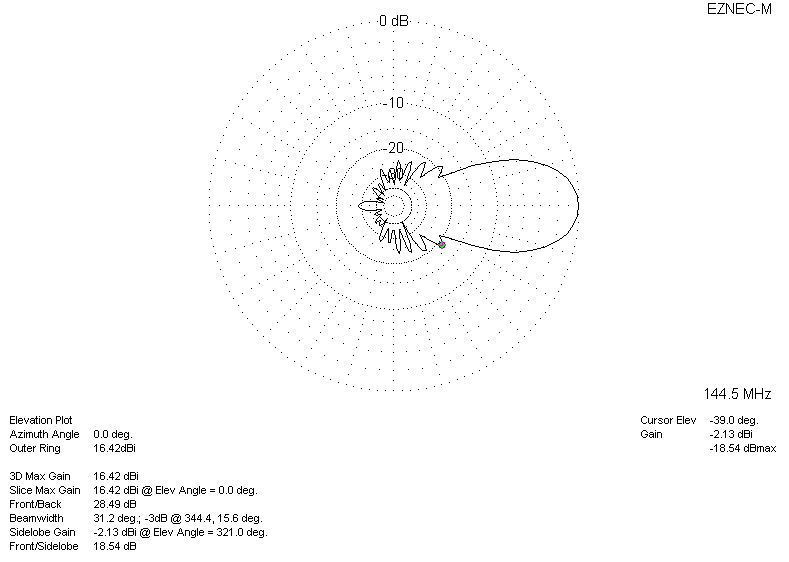 EZNEC-M
0 dB
-10
-20
-30
144.5 MHz
Elevation Plot
Azimuth Angle 0.0 deg.
Outer Ring 16.42dBi
Cursor Elev -39.0 deg.
Gain -2.13 dBi
-18.54 dBmax
3D Max Gain 16.42 dBi
Slice Max Gain 16.42 dBi @ Elev Angle = 0.0 deg.
Front/Back 28.49 dB
Beamwidth 31.2 deg.; -3dB @ 344.4, 15.6 deg.
Sidelobe Gain -2.13 dBi @ Elev Angle = 321.0 deg.
Front/Sidelobe 18.54 dB